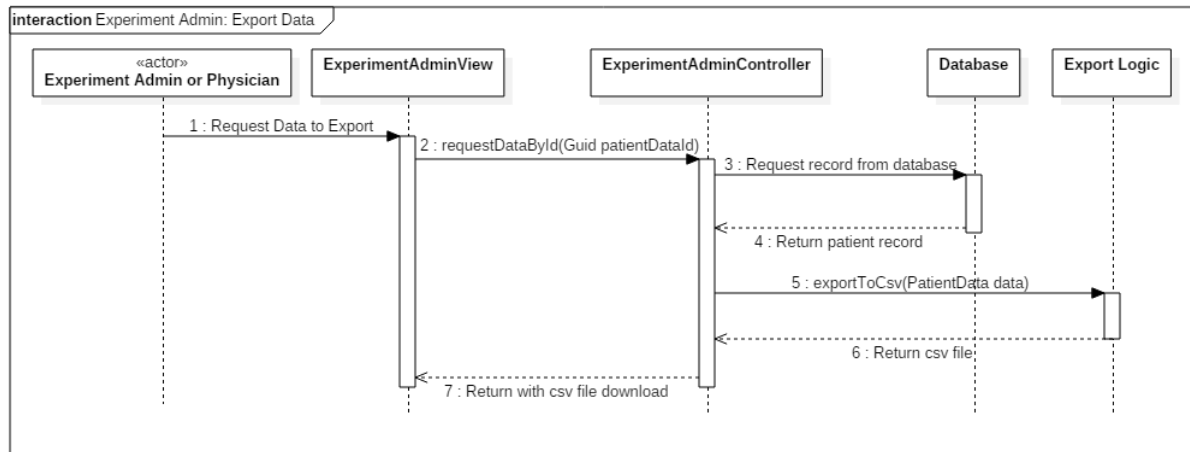 interaction Experiment Admin: Export Data
«actor»
Experiment Admin or Physician
ExperimentAdminView
ExperimentAdminController
Database
Export Logic
1 : Request Data to Export
2 : requestDataById(Guid patientDataId)
3 : Request record from database
4 : Return patient record
5 : exportToCsv(PatientData data)
6 : Return csv file
7 : Return with csv file download